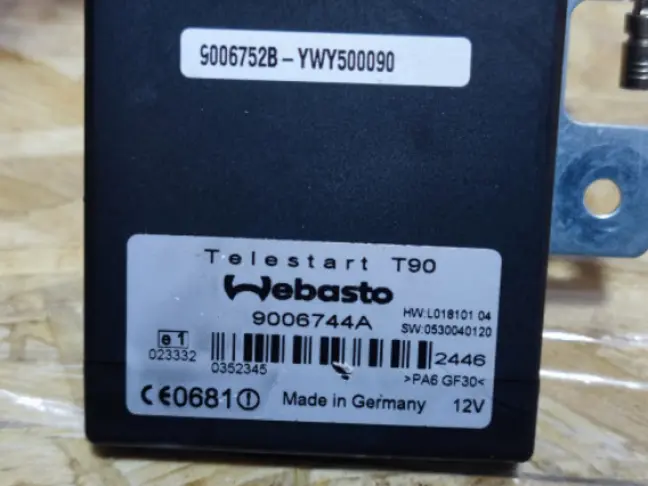 9006752B-YWY500090
Telestart T90
Webasto
9006744A
HW:L018101 04
SW:0530040120
e1
023332
0352345
2446
>PA6 GF30<
CE0681
Made in Germany
12V